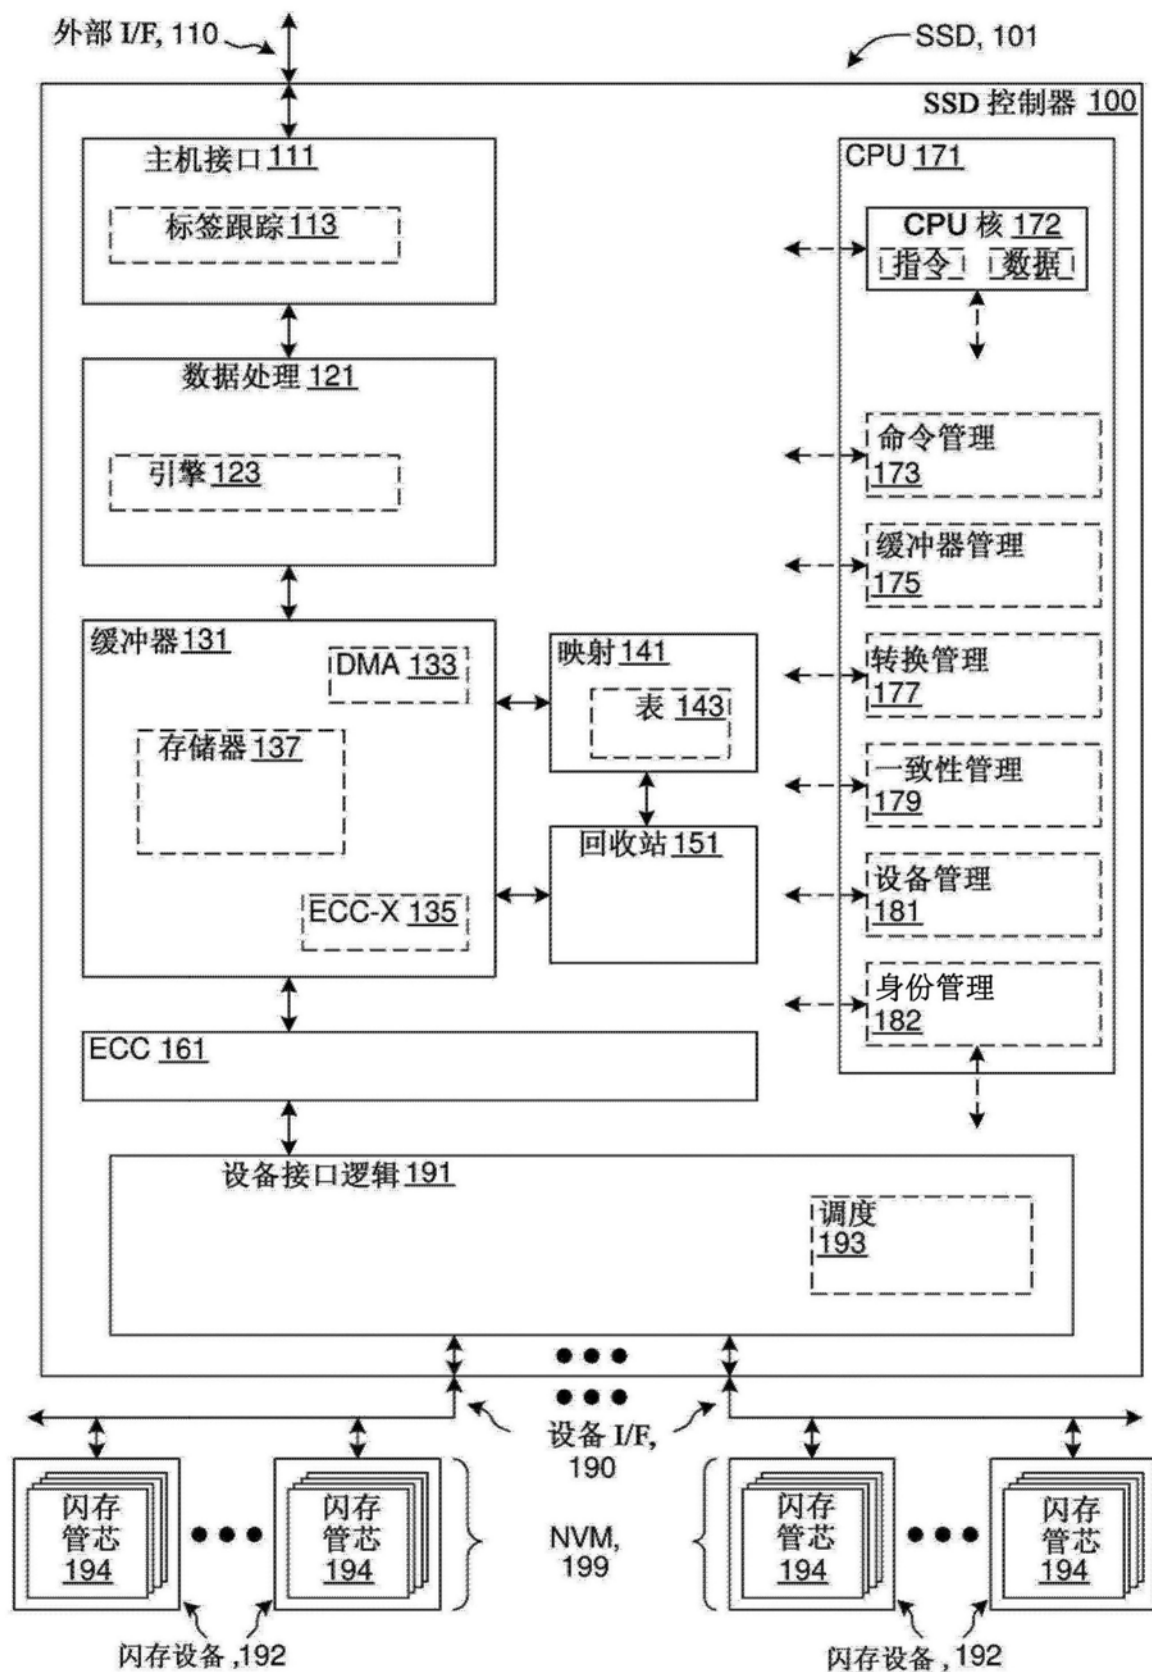 外部 I/F, 110
SSD, 101
SSD 控制器 100
主机接口 111
标签跟踪 113
CPU 171
CPU 核 172
指令 数据
数据处理 121
引擎 123
命令管理
173
缓冲器管理
175
缓冲器 131
DMA 133
存储器 137
ECC-X 135
映射 141
表 143
回收站 151
转换管理
177
一致性管理
179
设备管理
181
身份管理
182
ECC 161
设备接口逻辑 191
调度
193
设备 I/F,
190
闪存
管芯
194
闪存
管芯
194
NVM,
199
闪存
管芯
194
闪存
管芯
194
闪存设备 ,192
闪存设备 ,192